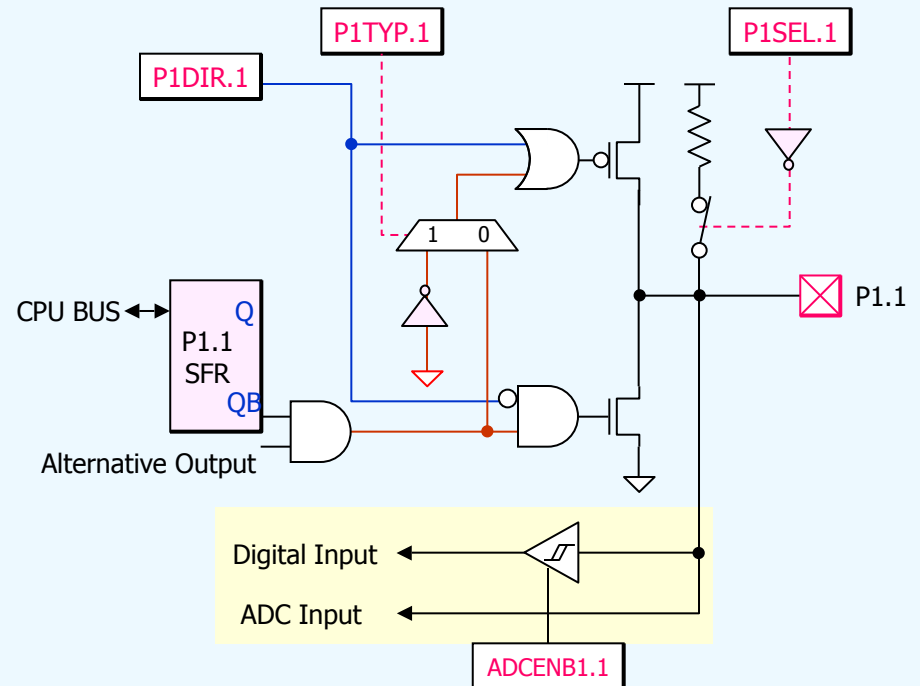 P1TYP.1
P1SEL.1
P1DIR.1
1 0
CPU BUS
Q
P1.1
SFR
QB
P1.1
Alternative Output
Digital Input
ADC Input
ADCENB1.1